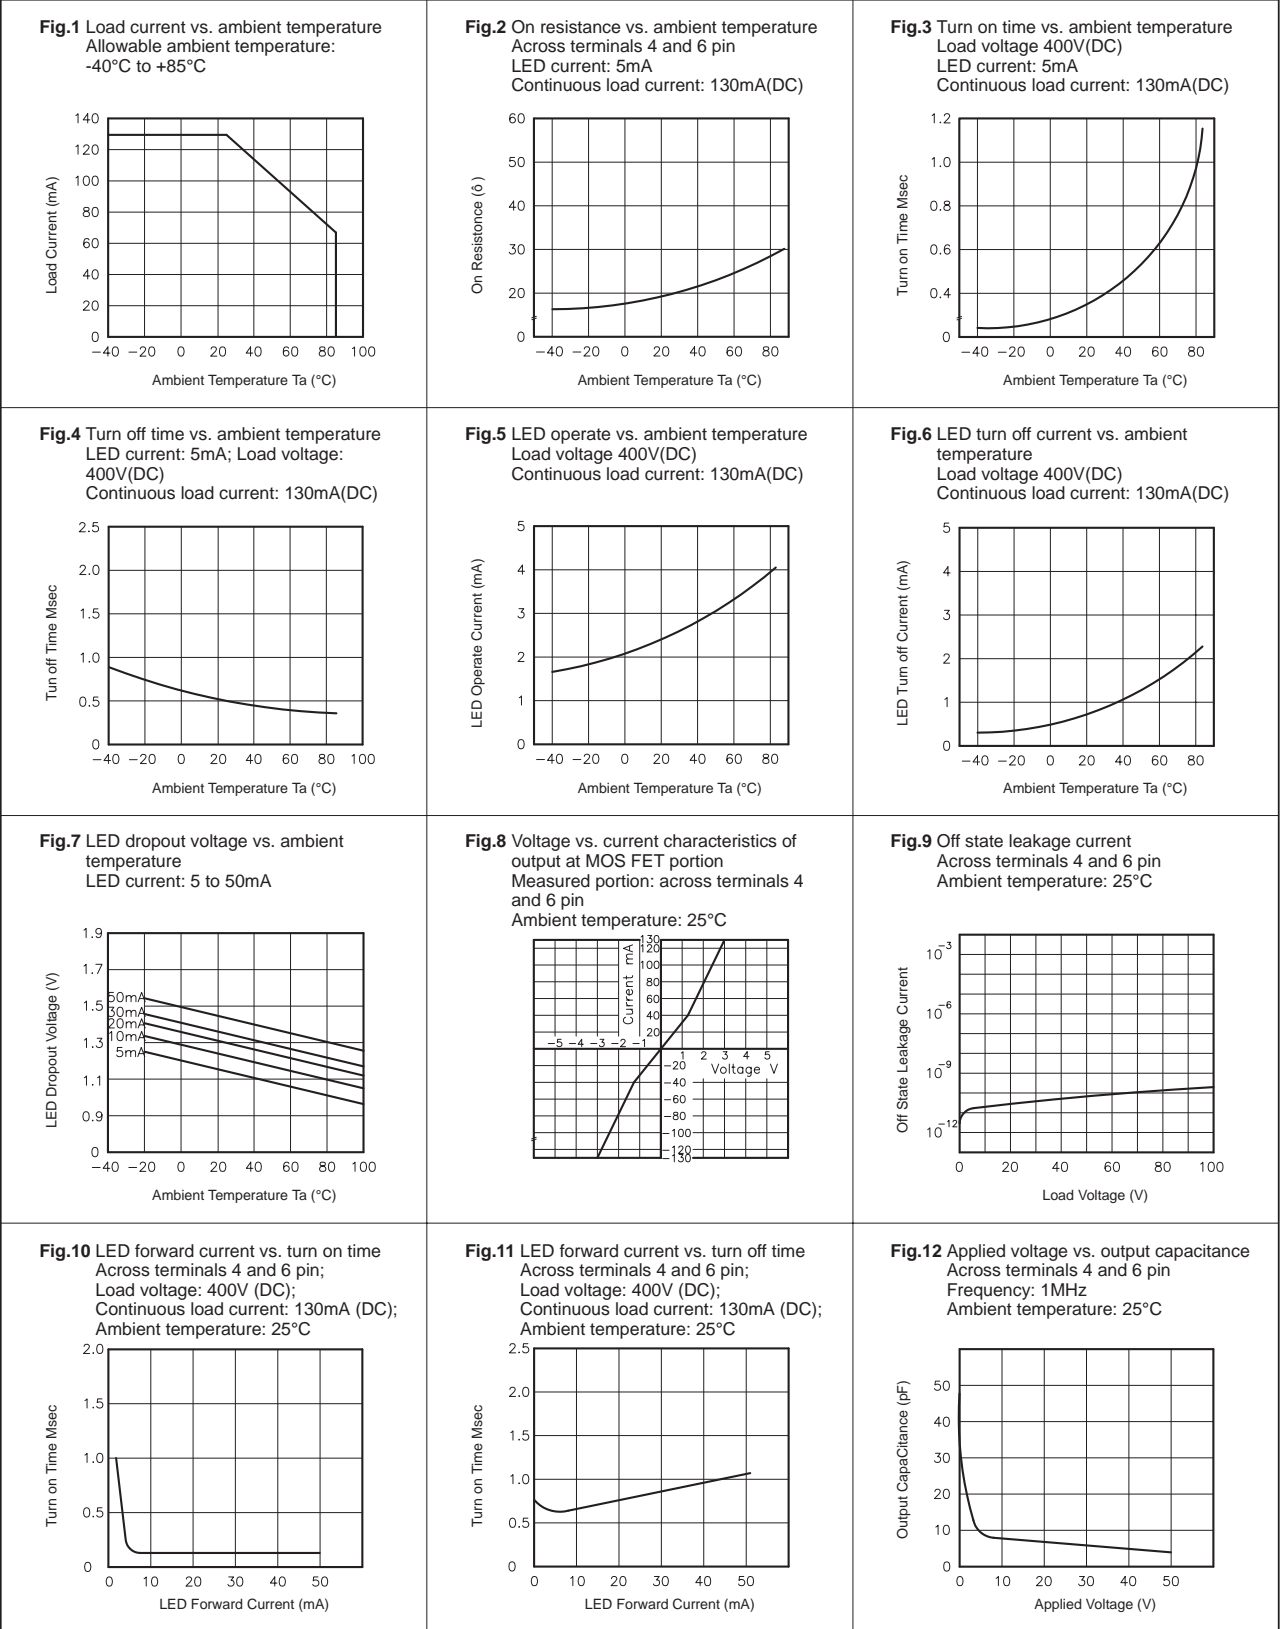 Fig.1 Load current vs. ambient temperature
Allowable ambient temperature:
-40°C to +85°C
140
120
100
80
60
40
20
0
Load Current (mA)
−40 −20 0 20 40 60 80 100
Ambient Temperature Ta (°C)
Fig.2 On resistance vs. ambient temperature
Across terminals 4 and 6 pin
LED current: 5mA
Continuous load current: 130mA(DC)
60
50
40
30
20
0
On Resistonce (ô )
−40 −20 0 20 40 60 80
Ambient Temperature Ta (°C)
Fig.3 Turn on time vs. ambient temperature
Load voltage 400V(DC)
LED current: 5mA
Continuous load current: 130mA(DC)
1.2
1.0
0.8
0.6
0.4
0
Turn on Time Msec
−40 −20 0 20 40 60 80
Ambient Temperature Ta (°C)
Fig.4 Turn off time vs. ambient temperature
LED current: 5mA; Load voltage:
400V(DC)
Continuous load current: 130mA(DC)
2.5
2.0
1.5
1.0
0.5
0
Tun off Time Msec
−40 −20 0 20 40 60 80 100
Ambient Temperature Ta (°C)
Fig.5 LED operate vs. ambient temperature
Load voltage 400V(DC)
Continuous load current: 130mA(DC)
5
4
3
2
1
0
LED Operate Current (mA)
−40 −20 0 20 40 60 80
Ambient Temperature Ta (°C)
Fig.6 LED turn off current vs. ambient
temperature
Load voltage 400V(DC)
Continuous load current: 130mA(DC)
5
4
3
2
1
0
LED Turn off Current (mA)
−40 −20 0 20 40 60 80
Ambient Temperature Ta (°C)
Fig.7 LED dropout voltage vs. ambient
temperature
LED current: 5 to 50mA
1.9
1.7
1.5
1.3
1.1
0.9
0
50mA
30mA
20mA
10mA
5mA
LED Dropout Voltage (V)
−40 −20 0 20 40 60 80 100
Ambient Temperature Ta (°C)
Fig.8 Voltage vs. current characteristics of
output at MOS FET portion
Measured portion: across terminals 4
and 6 pin
Ambient temperature: 25°C
130
120
100
80
60
40
20
Current mA
−5 −4 −3 −2 −1
1 2 3 4 5
Voltage V
−20
−40
−60
−80
−100
−120
−130
Fig.9 Off state leakage current
Across terminals 4 and 6 pin
Ambient temperature: 25°C
10⁻³
10⁻⁶
10⁻⁹
10⁻¹²
Off State Leakage Current
0 20 40 60 80 100
Load Voltage (V)
Fig.10 LED forward current vs. turn on time
Across terminals 4 and 6 pin;
Load voltage: 400V (DC);
Continuous load current: 130mA (DC);
Ambient temperature: 25°C
2.0
1.5
1.0
0.5
0
Turn on Time Msec
0 10 20 30 40 50
LED Forward Current (mA)
Fig.11 LED forward current vs. turn off time
Across terminals 4 and 6 pin;
Load voltage: 400V (DC);
Continuous load current: 130mA (DC);
Ambient temperature: 25°C
2.5
2.0
1.5
1.0
0.5
0
Turn on Time Msec
0 10 20 30 40 50
LED Forward Current (mA)
Fig.12 Applied voltage vs. output capacitance
Across terminals 4 and 6 pin
Frequency: 1MHz
Ambient temperature: 25°C
50
40
30
20
10
0
Output CapaCitance (pF)
0 10 20 30 40 50
Applied Voltage (V)